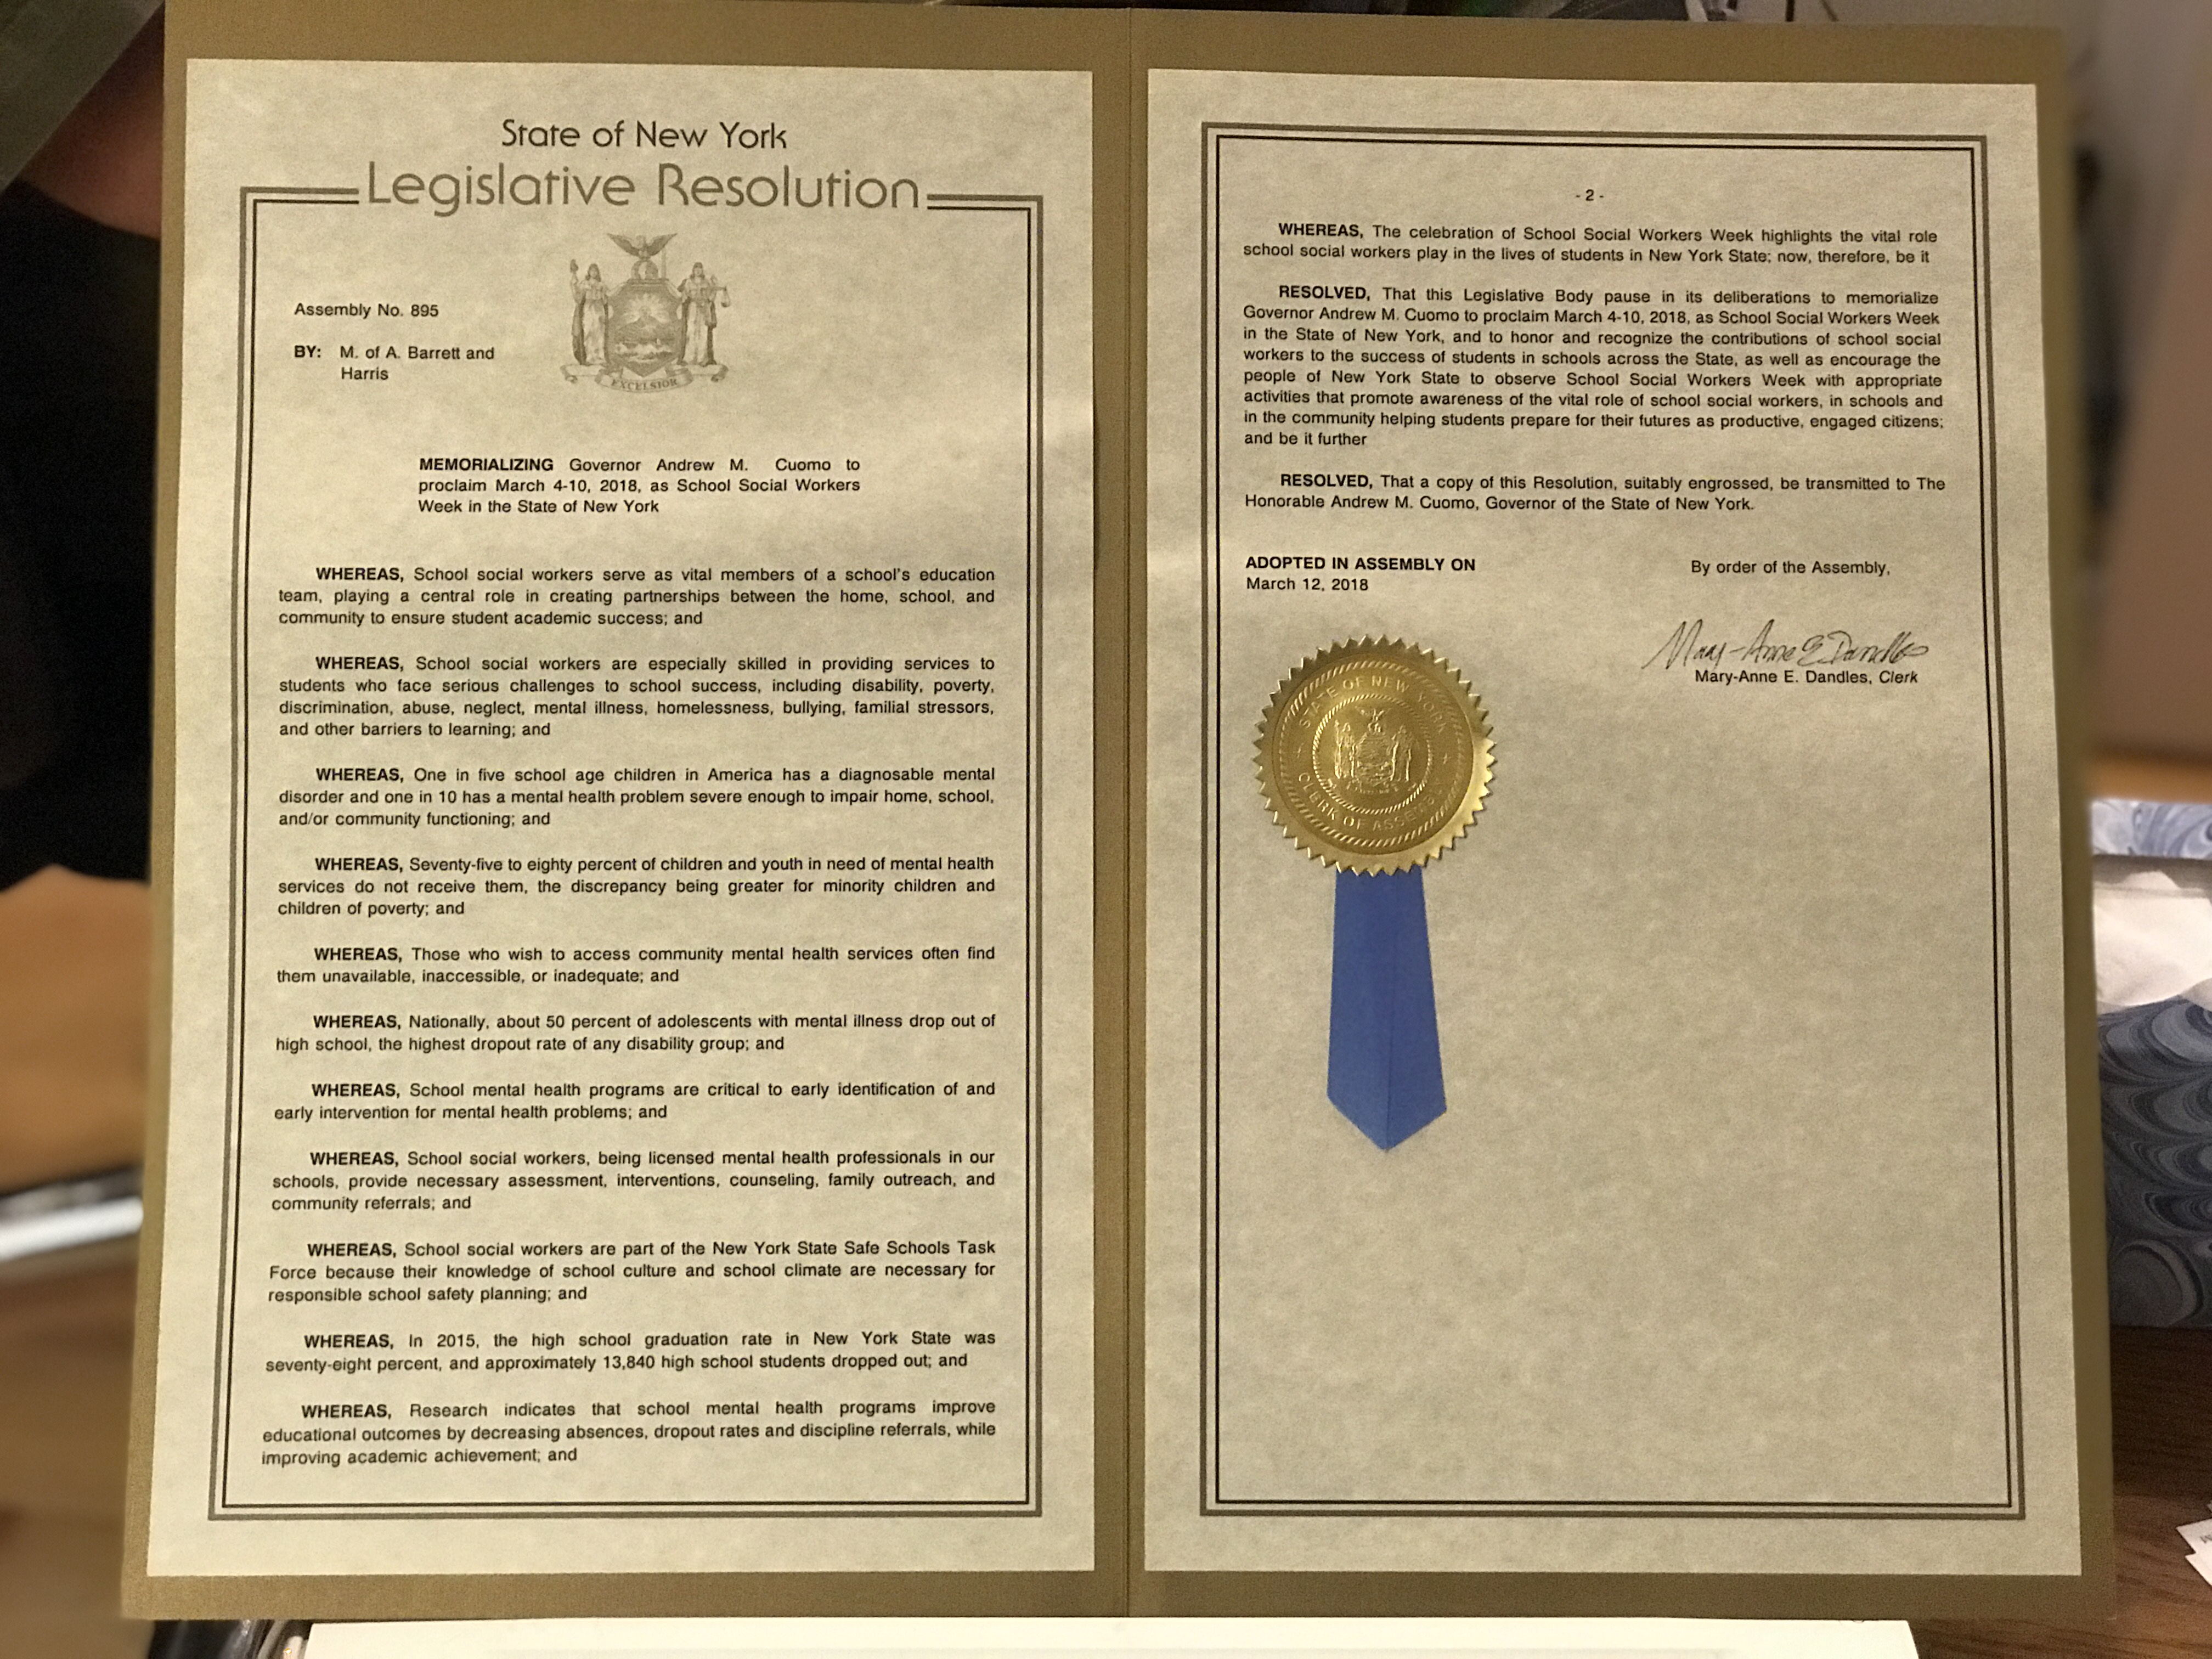 State of New York
Legislative Resolution
EXCELSIOR
Assembly No. 895
BY: M. of A. Barrett and
Harris
MEMORIALIZING Governor Andrew M. Cuomo to
proclaim March 4-10, 2018, as School Social Workers
Week in the State of New York
WHEREAS, School social workers serve as vital members of a school's education
team, playing a central role in creating partnerships between the home, school, and
community to ensure student academic success; and
WHEREAS, School social workers are especially skilled in providing services to
students who face serious challenges to school success, including disability, poverty,
discrimination, abuse, neglect, mental illness, homelessness, bullying, familial stressors,
and other barriers to learning; and
WHEREAS, One in five school age children in America has a diagnosable mental
disorder and one in 10 has a mental health problem severe enough to impair home, school,
and/or community functioning; and
WHEREAS, Seventy-five to eighty percent of children and youth in need of mental health
services do not receive them, the discrepancy being greater for minority children and
children of poverty; and
WHEREAS, Those who wish to access community mental health services often find
them unavailable, inaccessible, or inadequate; and
WHEREAS, Nationally, about 50 percent of adolescents with mental illness drop out of
high school, the highest dropout rate of any disability group; and
WHEREAS, School mental health programs are critical to early identification of and
early intervention for mental health problems; and
WHEREAS, School social workers, being licensed mental health professionals in our
schools, provide necessary assessment, interventions, counseling, family outreach, and
community referrals; and
WHEREAS, School social workers are part of the New York State Safe Schools Task
Force because their knowledge of school culture and school climate are necessary for
responsible school safety planning; and
WHEREAS, In 2015, the high school graduation rate in New York State was
seventy-eight percent, and approximately 13,840 high school students dropped out; and
WHEREAS, Research indicates that school mental health programs improve
educational outcomes by decreasing absences, dropout rates and discipline referrals, while
improving academic achievement; and
- 2 -
WHEREAS, The celebration of School Social Workers Week highlights the vital role
school social workers play in the lives of students in New York State; now, therefore, be it
RESOLVED, That this Legislative Body pause in its deliberations to memorialize
Governor Andrew M. Cuomo to proclaim March 4-10, 2018, as School Social Workers Week
in the State of New York, and to honor and recognize the contributions of school social
workers to the success of students in schools across the State, as well as encourage the
people of New York State to observe School Social Workers Week with appropriate
activities that promote awareness of the vital role of school social workers, in schools and
in the community helping students prepare for their futures as productive, engaged citizens;
and be it further
RESOLVED, That a copy of this Resolution, suitably engrossed, be transmitted to The
Honorable Andrew M. Cuomo, Governor of the State of New York.
ADOPTED IN ASSEMBLY ON
March 12, 2018
By order of the Assembly,
Mary-Anne E Dandles
Mary-Anne E. Dandles, Clerk
STATE OF NEW YORK
CLERK OF ASSEMBLY